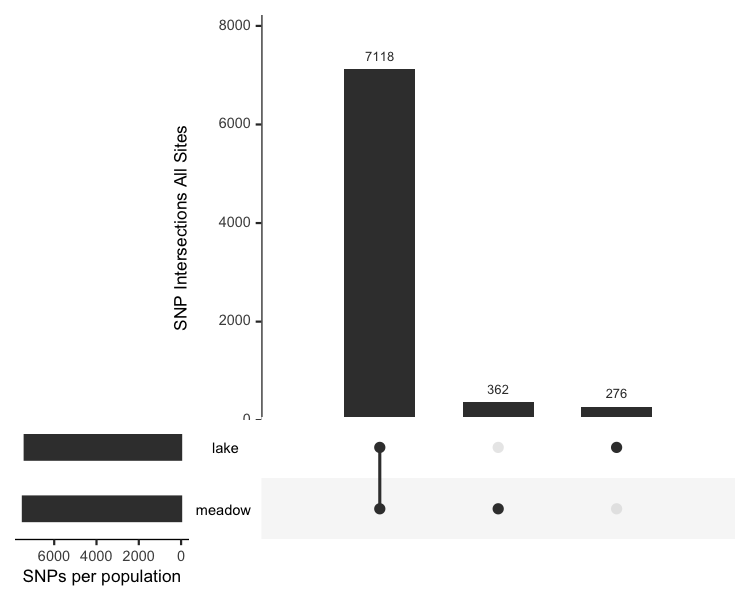 8000
7118
6000
SNP Intersections All Sites
4000
2000
362
276
0
lake
meadow
6000 4000 2000 0
SNPs per population